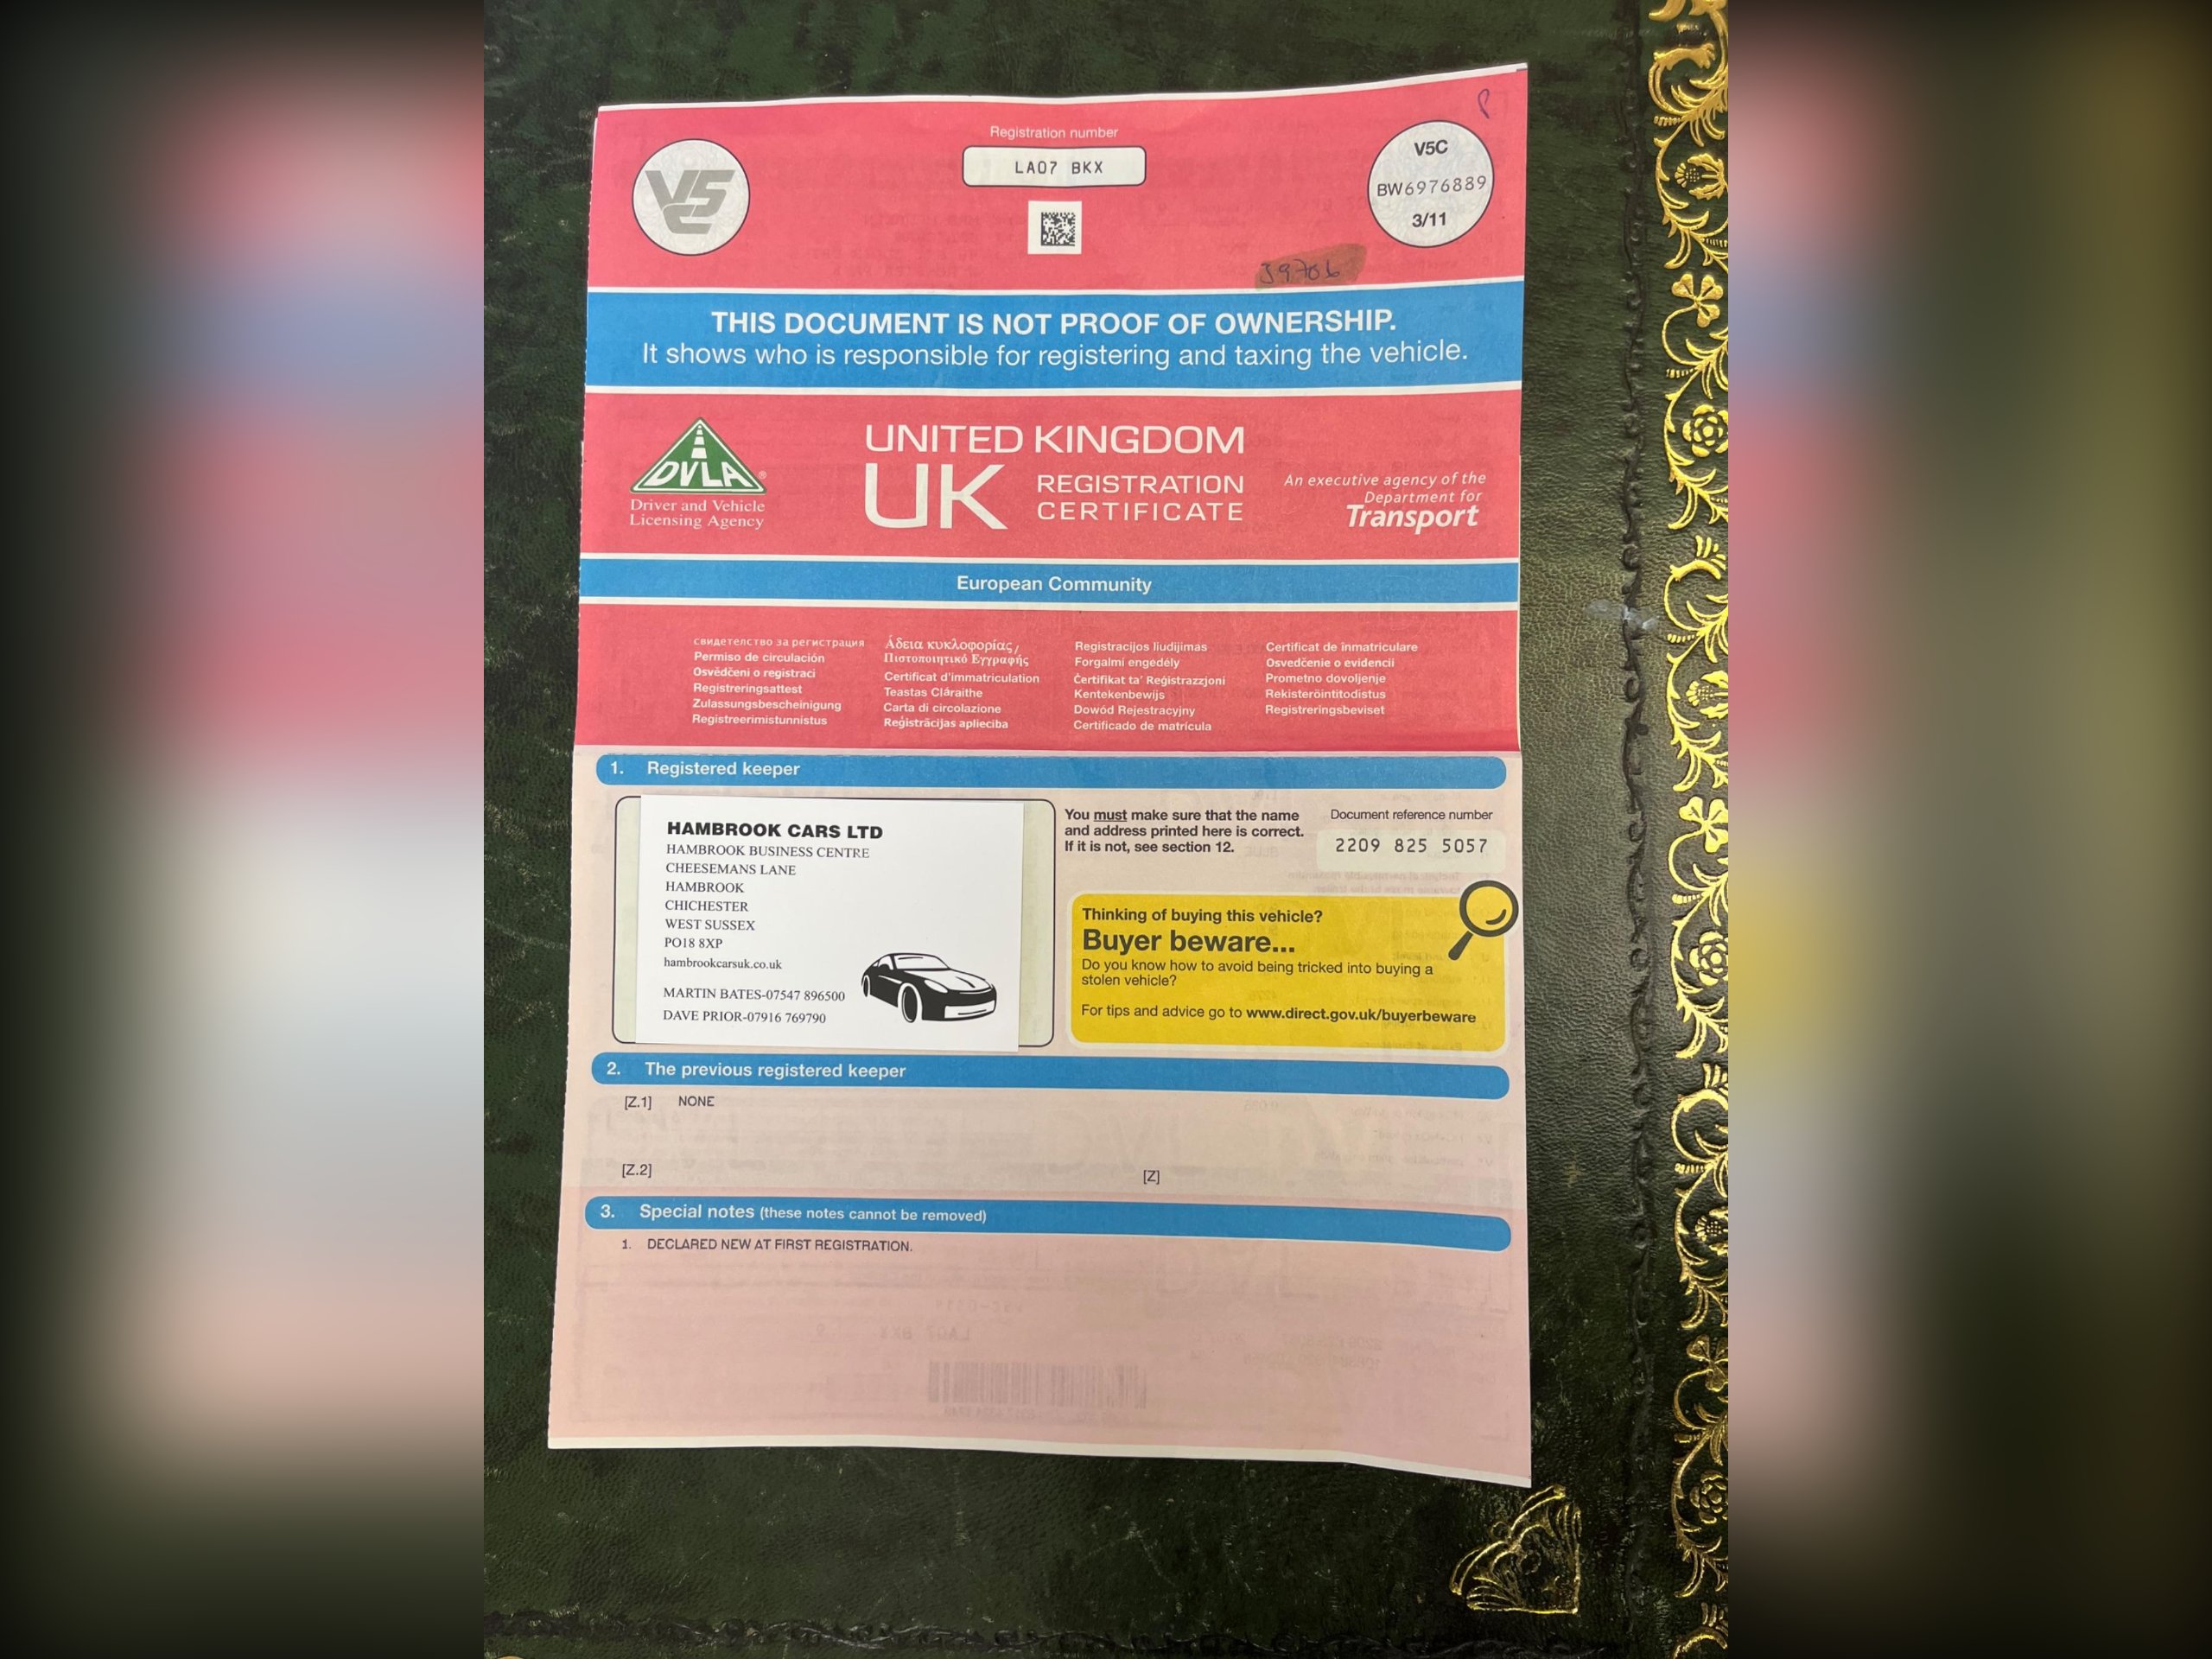 Registration number
LA07 BKX
V5C
V5C
BW6976889
3/11
39706
THIS DOCUMENT IS NOT PROOF OF OWNERSHIP.
It shows who is responsible for registering and taxing the vehicle.
DVLA®
Driver and Vehicle
Licensing Agency
UNITED KINGDOM
UK REGISTRATION
CERTIFICATE
An executive agency of the
Department for
Transport
European Community
свидетелство за регистрация
Permiso de circulación
Osvědčení o registraci
Registreringsattest
Zulassungsbescheinigung
Registreerimistunnistus
Άδεια κυκλοφορίας /
Πιστοποιητικό Εγγραφής
Certificat d'immatriculation
Teastas Cláraithe
Carta di circolazione
Reģistrācijas apliecība
Registracijos liudijimas
Forgalmi engedély
Ċertifikat ta' Reġistrazzjoni
Kentekenbewijs
Dowód Rejestracyjny
Certificado de matrícula
Certificat de înmatriculare
Osvedčenie o evidencii
Prometno dovoljenje
Rekisteröintitodistus
Registreringsbeviset
1. Registered keeper
HAMBROOK CARS LTD
HAMBROOK BUSINESS CENTRE
CHEESEMANS LANE
HAMBROOK
CHICHESTER
WEST SUSSEX
PO18 8XP
hambrookcarsuk.co.uk
MARTIN BATES-07547 896500
DAVE PRIOR-07916 769790
You must make sure that the name
and address printed here is correct.
If it is not, see section 12.
Document reference number
2209 825 5057
Thinking of buying this vehicle?
Buyer beware...
Do you know how to avoid being tricked into buying a
stolen vehicle?
For tips and advice go to www.direct.gov.uk/buyerbeware
2. The previous registered keeper
[Z.1] NONE
[Z.2] [Z]
3. Special notes (these notes cannot be removed)
1. DECLARED NEW AT FIRST REGISTRATION.